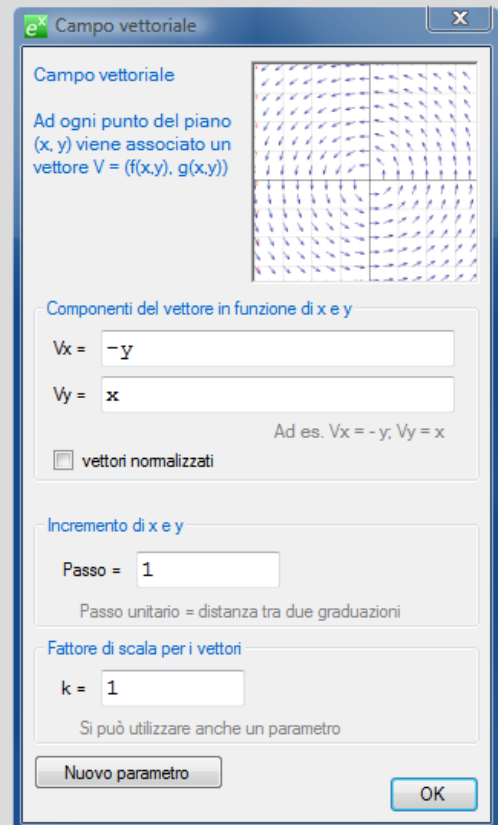 eˣ Campo vettoriale X
Campo vettoriale
Ad ogni punto del piano
(x, y) viene associato un
vettore V = (f(x,y), g(x,y))
Componenti del vettore in funzione di x e y
Vx = -y
Vy = x
Ad es. Vx = - y; Vy = x
vettori normalizzati
Incremento di x e y
Passo = 1
Passo unitario = distanza tra due graduazioni
Fattore di scala per i vettori
k = 1
Si può utilizzare anche un parametro
Nuovo parametro
OK